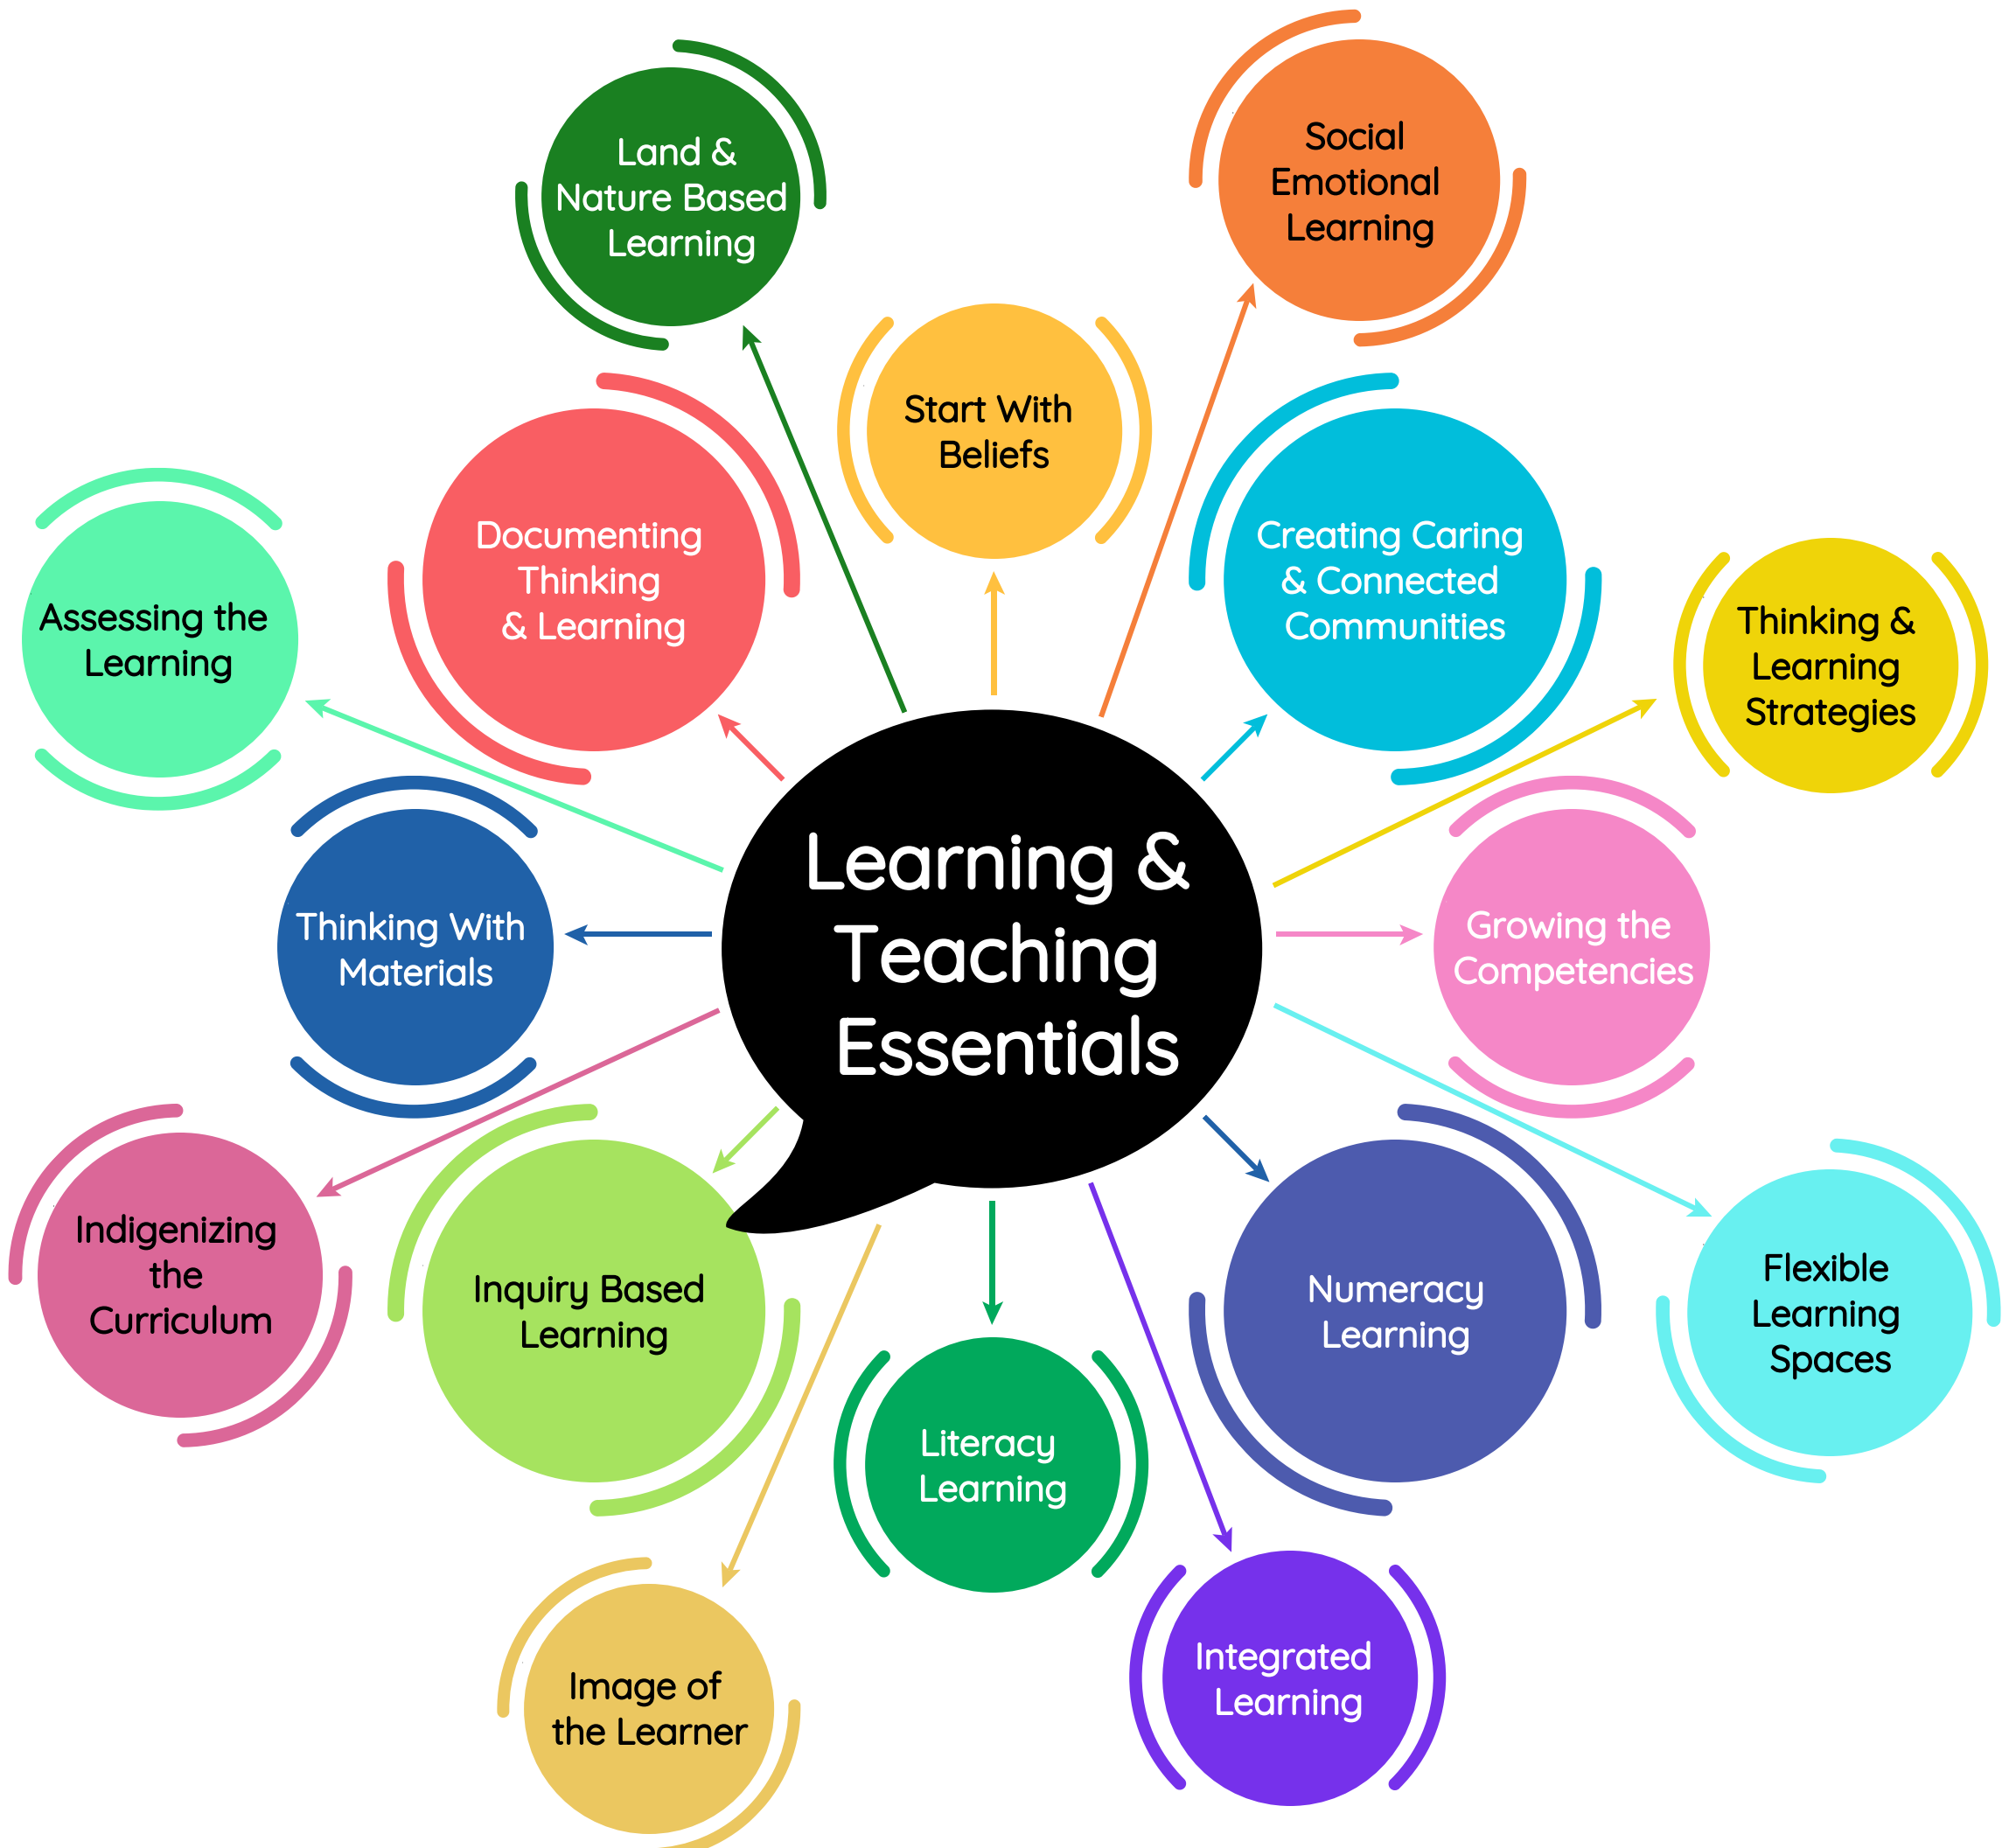 Land &
Nature Based
Learning
Social
Emotional
Learning
Start With
Beliefs
Documenting
Thinking
& Learning
Creating Caring
& Connected
Communities
Assessing the
Learning
Thinking &
Learning
Strategies
Learning &
Teaching
Essentials
Thinking With
Materials
Growing the
Competencies
Indigenizing
the
Curriculum
Inquiry Based
Learning
Numeracy
Learning
Flexible
Learning
Spaces
Literacy
Learning
Image of
the Learner
Integrated
Learning